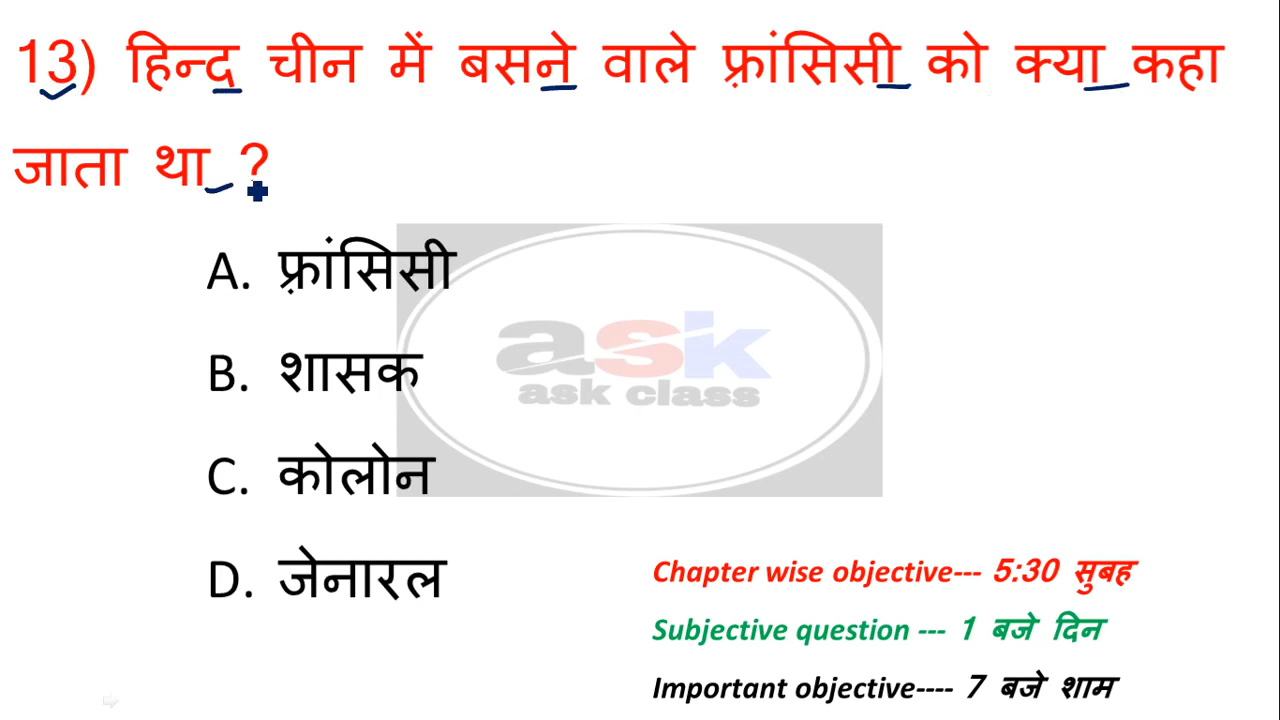 13) हिन्द चीन में बसने वाले फ़्रांसिसी को क्या कहा
जाता था ?
A. फ़्रांसिसी
B. शासक
C. कोलोन
D. जेनारल
ask
ask class
Chapter wise objective--- 5:30 सुबह
Subjective question --- 1 बजे दिन
Important objective---- 7 बजे शाम